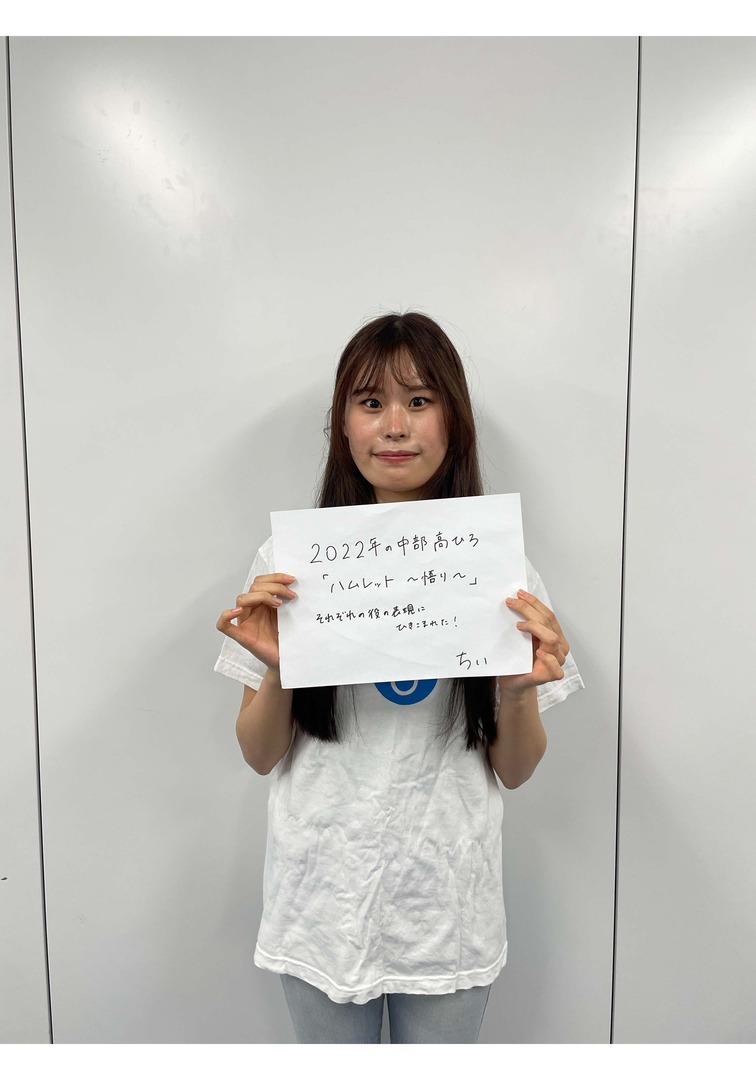 2022年の中部高ひろ
「ハムレット ～悟り～」
それぞれの役の表現に
ひきこまれた！
ちい